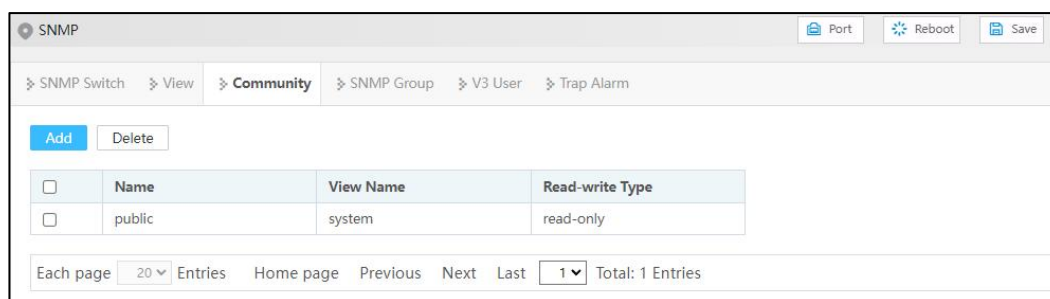 SNMP Port Reboot Save
SNMP Switch View Community SNMP Group V3 User Trap Alarm
Add Delete
Name View Name Read-write Type
public system read-only
Each page 20 Entries Home page Previous Next Last 1 Total: 1 Entries